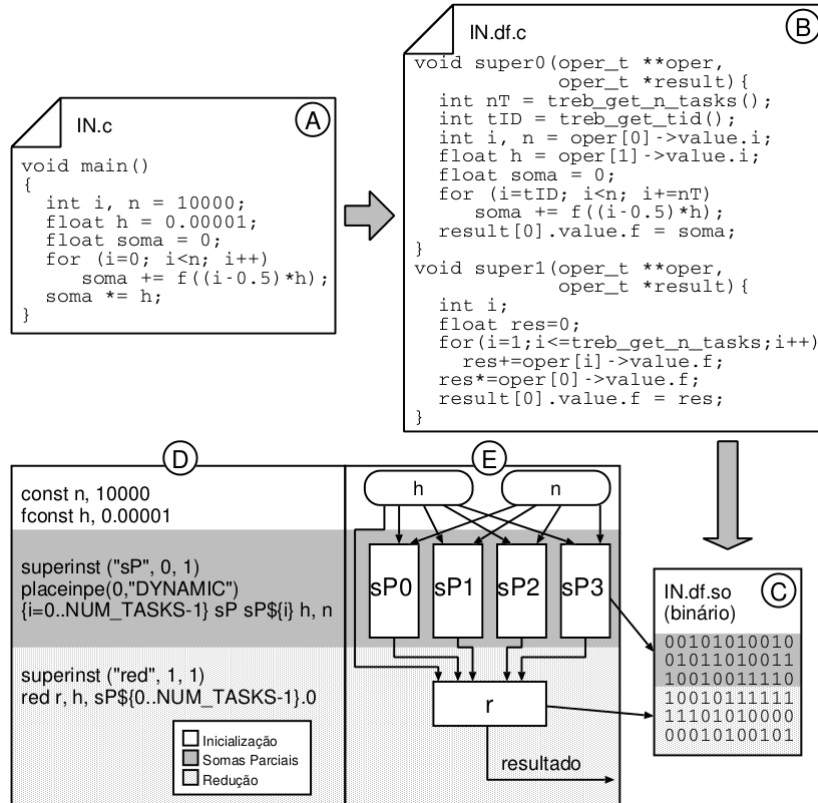 A
IN.c
void main()
{
int i, n = 10000;
float h = 0.00001;
float soma = 0;
for (i=0; i<n; i++)
soma += f((i-0.5)*h);
soma *= h;
}
B
IN.df.c
void super0(oper_t **oper,
oper_t *result){
int nT = treb_get_n_tasks();
int tID = treb_get_tid();
int i, n = oper[0]->value.i;
float h = oper[1]->value.i;
float soma = 0;
for (i=tID; i<n; i+=nT)
soma += f((i-0.5)*h);
result[0].value.f = soma;
}
void super1(oper_t **oper,
oper_t *result){
int i;
float res=0;
for(i=1;i<=treb_get_n_tasks;i++)
res+=oper[i]->value.f;
res*=oper[0]->value.f;
result[0].value.f = res;
}
D
const n, 10000
fconst h, 0.00001
superinst ("sP", 0, 1)
placeinpe(0,"DYNAMIC")
{i=0..NUM_TASKS-1} sP sP${i} h, n
superinst ("red", 1, 1)
red r, h, sP${0..NUM_TASKS-1}.0
Inicialização
Somas Parciais
Redução
E
h
n
sP0
sP1
sP2
sP3
r
resultado
C
IN.df.so
(binário)
00101010010
01011010011
10010011110
10010111111
11101010000
00010100101